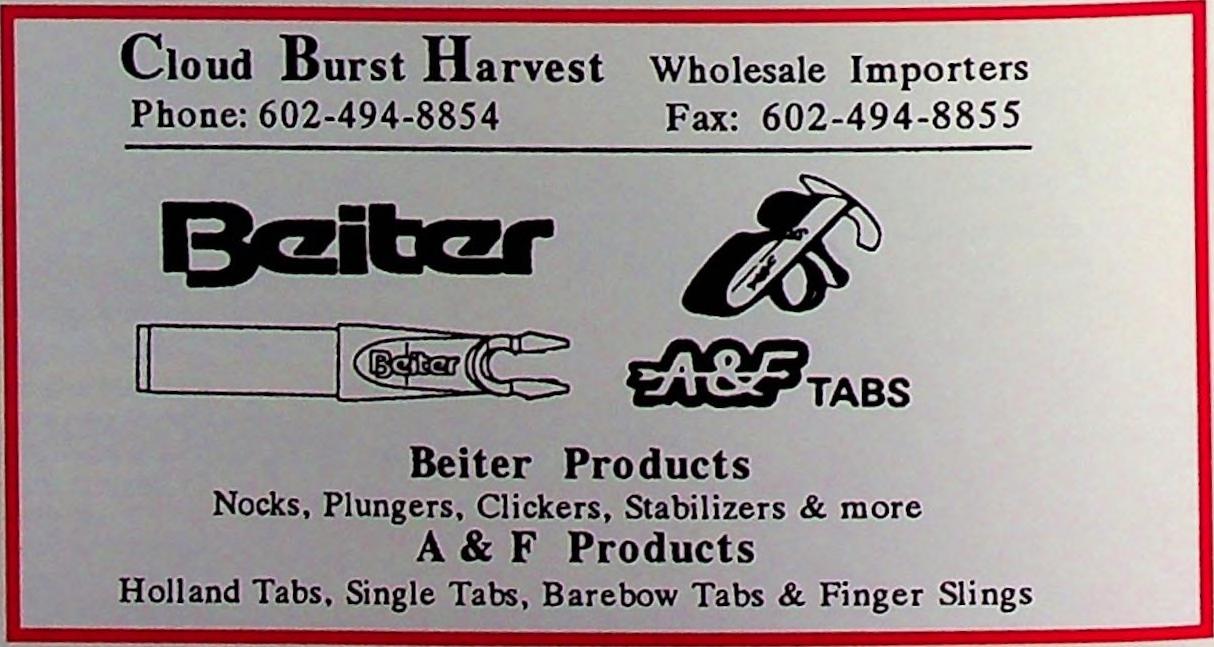 Cloud Burst Harvest Wholesale Importers
Phone: 602-494-8854 Fax: 602-494-8855
Beiter
Beiter
A&F TABS
Beiter Products
Nocks, Plungers, Clickers, Stabilizers & more
A & F Products
Holland Tabs, Single Tabs, Barebow Tabs & Finger Slings